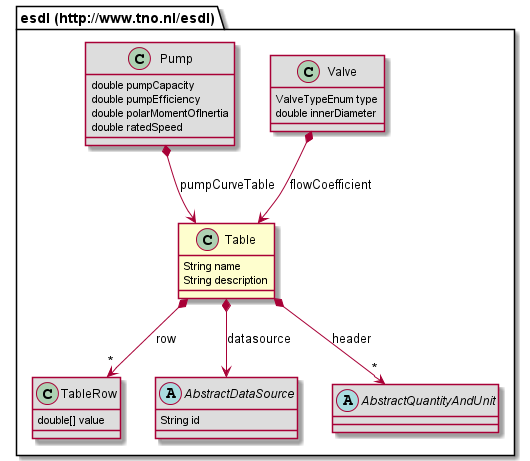 esdl (http://www.tno.nl/esdl)
C Pump
double pumpCapacity
double pumpEfficiency
double polarMomentOfInertia
double ratedSpeed
C Valve
ValveTypeEnum type
double innerDiameter
pumpCurveTable
flowCoefficient
C Table
String name
String description
row
datasource
header
*
*
C TableRow
double[] value
A AbstractDataSource
String id
A AbstractQuantityAndUnit